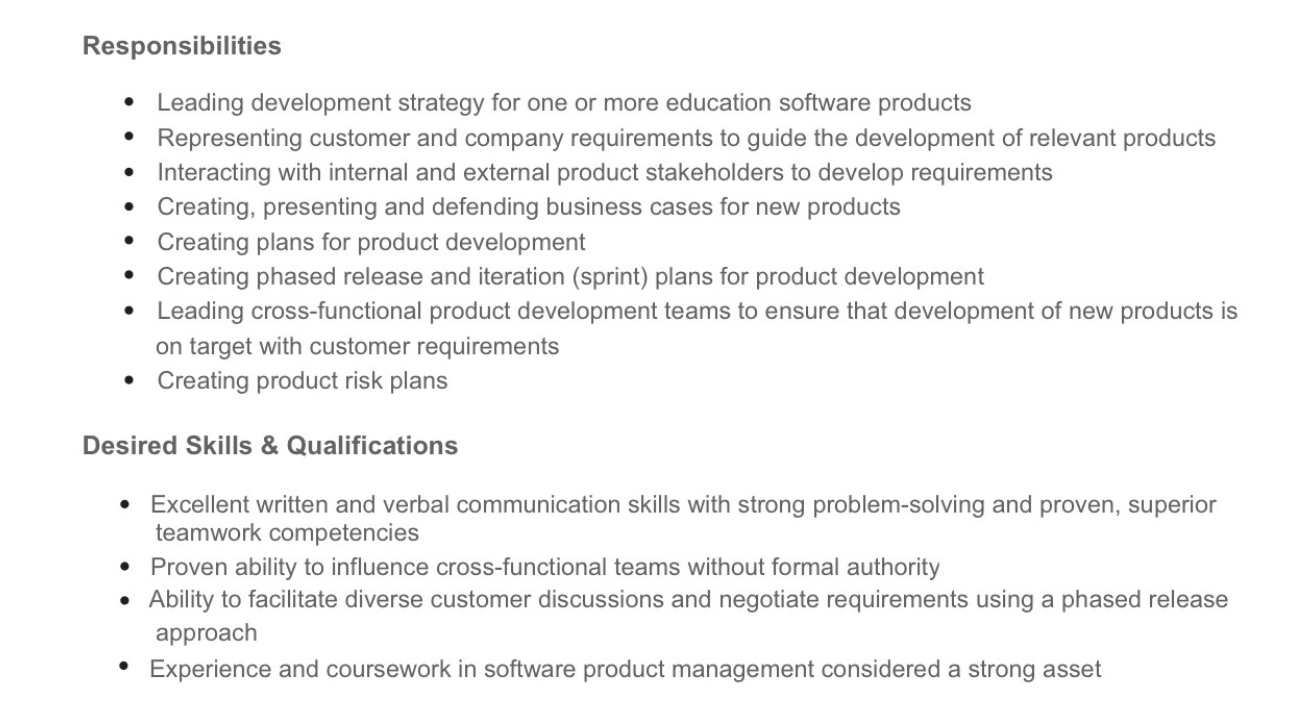 Responsibilities
• Leading development strategy for one or more education software products
• Representing customer and company requirements to guide the development of relevant products
• Interacting with internal and external product stakeholders to develop requirements
• Creating, presenting and defending business cases for new products
• Creating plans for product development
• Creating phased release and iteration (sprint) plans for product development
• Leading cross-functional product development teams to ensure that development of new products is
on target with customer requirements
• Creating product risk plans
Desired Skills & Qualifications
• Excellent written and verbal communication skills with strong problem-solving and proven, superior
teamwork competencies
• Proven ability to influence cross-functional teams without formal authority
• Ability to facilitate diverse customer discussions and negotiate requirements using a phased release
approach
• Experience and coursework in software product management considered a strong asset